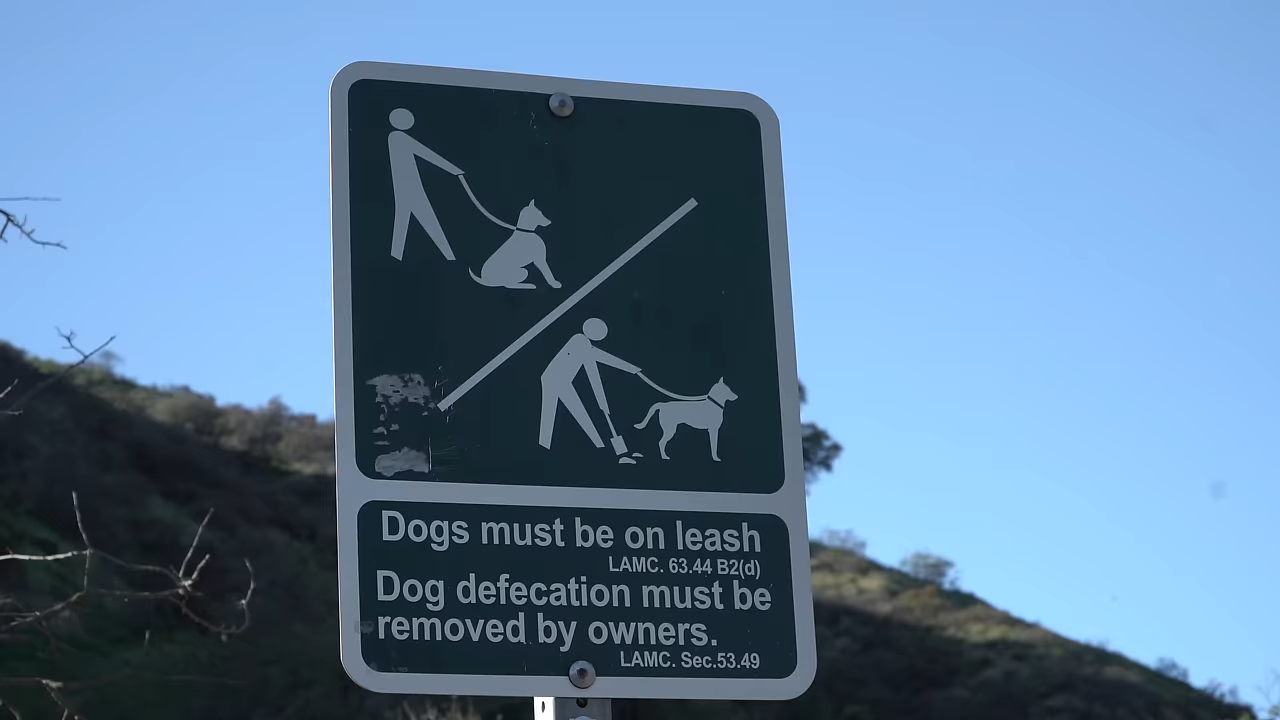 Dogs must be on leash
LAMC. 63.44 B2(d)
Dog defecation must be
removed by owners.
LAMC. Sec.53.49